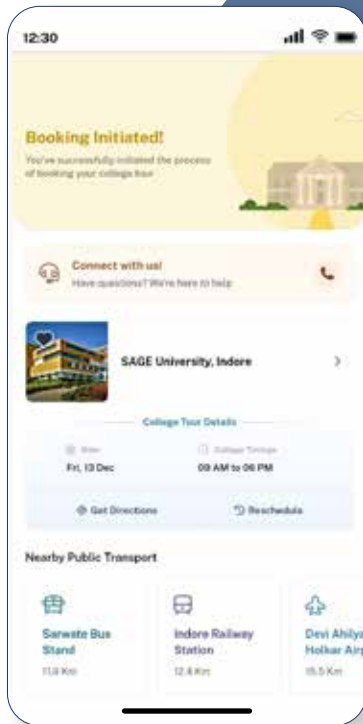 12:30
Booking Initiated!
You've successfully initiated the process
of booking your college tour
Connect with us!
Have questions? We're here to help
SAGE University, Indore
College Tour Details
Date
College Timings
Fri, 13 Dec
09 AM to 06 PM
Get Directions
Reschedule
Nearby Public Transport
Sarwate Bus
Stand
Indore Railway
Station
Devi Ahilya
Holkar Airp
12.4 Km
15.5 Km